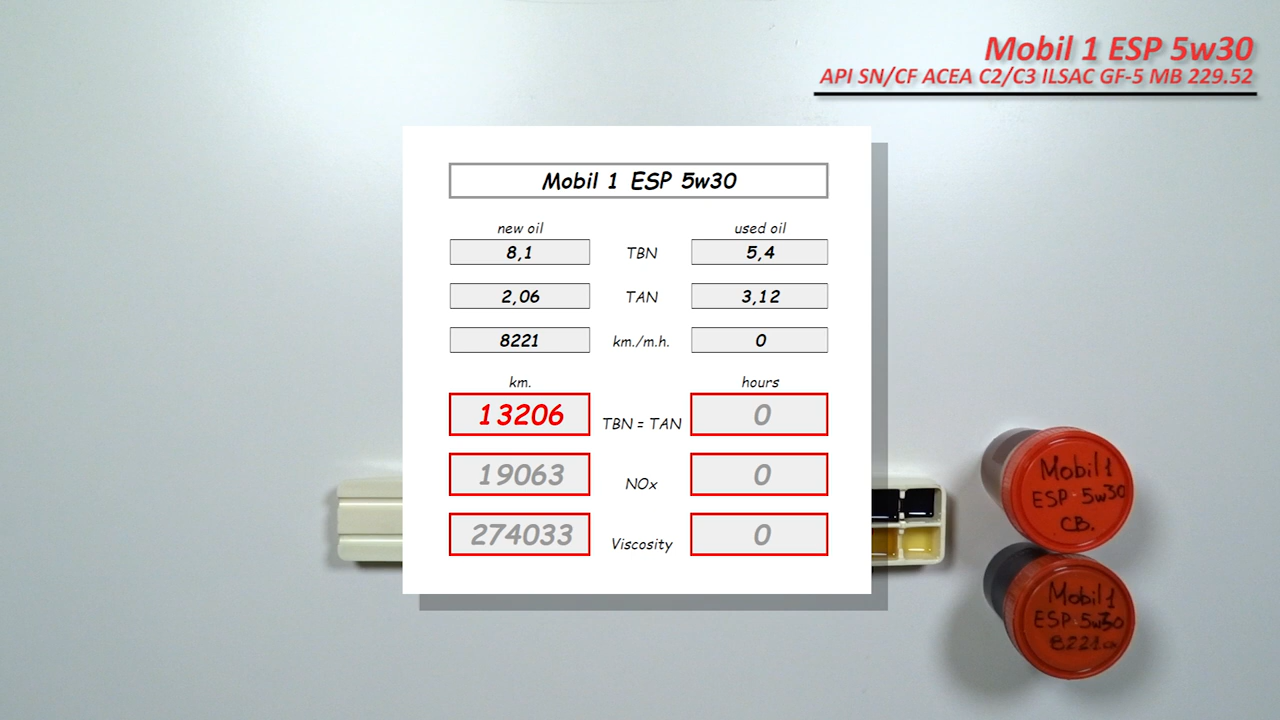 Mobil 1 ESP 5w30
API SN/CF ACEA C2/C3 ILSAC GF-5 MB 229.52
Mobil 1 ESP 5w30
new oil used oil
8,1 TBN 5,4
2,06 TAN 3,12
8221 km./m.h. 0
km. hours
13206 TBN = TAN 0
19063 NOx 0
274033 Viscosity 0
Mobil 1
ESP 5w30
СВ.
Mobil 1
ESP 5w30
8221